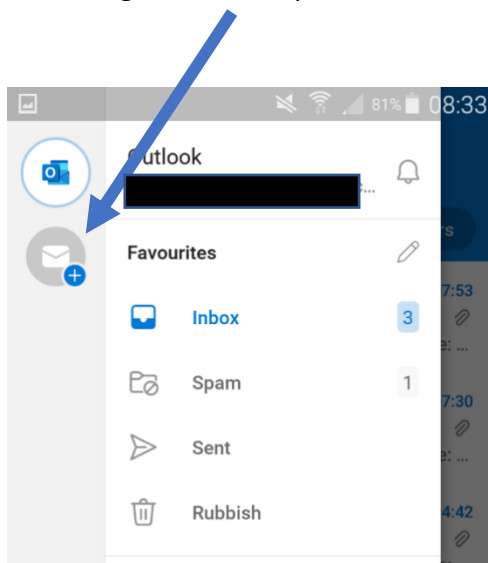 81% 08:33
Outlook
...
Favourites
Inbox 3
Spam 1
Sent
Rubbish
s
7:53
e: ...
7:30
e: ...
4:42